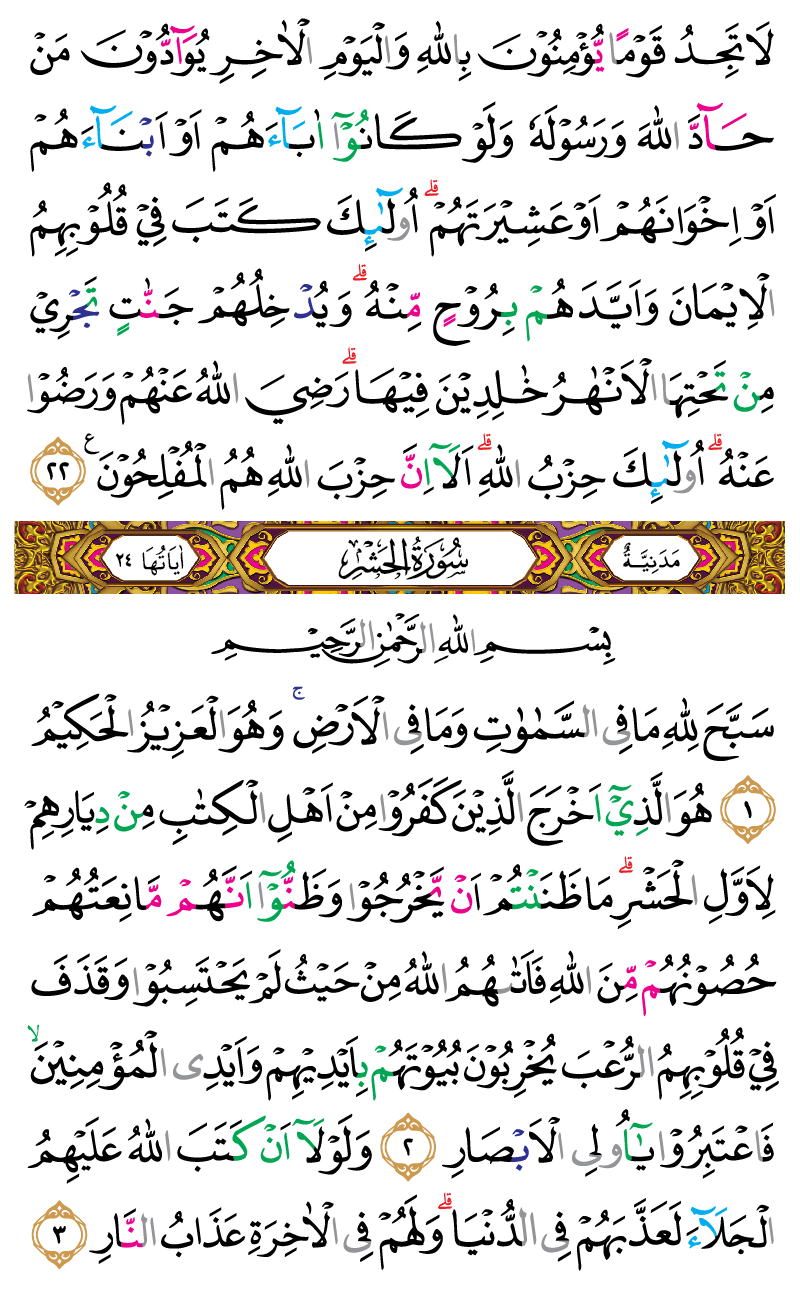 لَا تَجِدُ قَوْمًا يُّؤْمِنُوْنَ بِاللّٰهِ وَالْيَوْمِ الْاٰخِرِ يُوَآدُّوْنَ مَنْ
حَآدَّ اللّٰهَ وَرَسُوْلَهٗ وَلَوْ كَانُوْٓا اٰبَآءَهُمْ اَوْ اَبْنَآءَهُمْ
اَوْ اِخْوَانَهُمْ اَوْ عَشِيْرَتَهُمْ ۗ اُولٰۤىِٕكَ كَتَبَ فِيْ قُلُوْبِهِمُ
الْاِيْمَانَ وَاَيَّدَهُمْ بِرُوْحٍ مِّنْهُ ۗ وَيُدْخِلُهُمْ جَنّٰتٍ تَجْرِيْ
مِنْ تَحْتِهَا الْاَنْهٰرُ خٰلِدِيْنَ فِيْهَا ۗ رَضِيَ اللّٰهُ عَنْهُمْ وَرَضُوْا
عَنْهُ ۗ اُولٰۤىِٕكَ حِزْبُ اللّٰهِ ۗ اَلَآ اِنَّ حِزْبَ اللّٰهِ هُمُ الْمُفْلِحُوْنَ ࣖ ٢٢
مَدَنِيَّةٌ سُوْرَةُ الْحَشْرِ اٰيَاتُهَا ٢٤
بِسْمِ اللّٰهِ الرَّحْمٰنِ الرَّحِيْمِ
سَبَّحَ لِلّٰهِ مَا فِى السَّمٰوٰتِ وَمَا فِى الْاَرْضِ ۚ وَهُوَ الْعَزِيْزُ الْحَكِيْمُ
١ هُوَ الَّذِيْٓ اَخْرَجَ الَّذِيْنَ كَفَرُوْا مِنْ اَهْلِ الْكِتٰبِ مِنْ دِيَارِهِمْ
لِاَوَّلِ الْحَشْرِ ۗ مَا ظَنَنْتُمْ اَنْ يَّخْرُجُوْا وَظَنُّوْٓا اَنَّهُمْ مَّانِعَتُهُمْ
حُصُوْنُهُمْ مِّنَ اللّٰهِ فَاَتٰىهُمُ اللّٰهُ مِنْ حَيْثُ لَمْ يَحْتَسِبُوْا وَقَذَفَ
فِيْ قُلُوْبِهِمُ الرُّعْبَ يُخْرِبُوْنَ بُيُوْتَهُمْ بِاَيْدِيْهِمْ وَاَيْدِى الْمُؤْمِنِيْنَۙ
فَاعْتَبِرُوْا يٰٓاُولِى الْاَبْصَارِ ٢ وَلَوْلَآ اَنْ كَتَبَ اللّٰهُ عَلَيْهِمُ
الْجَلَاۤءَ لَعَذَّبَهُمْ فِى الدُّنْيَا ۗ وَلَهُمْ فِى الْاٰخِرَةِ عَذَابُ النَّارِ ٣